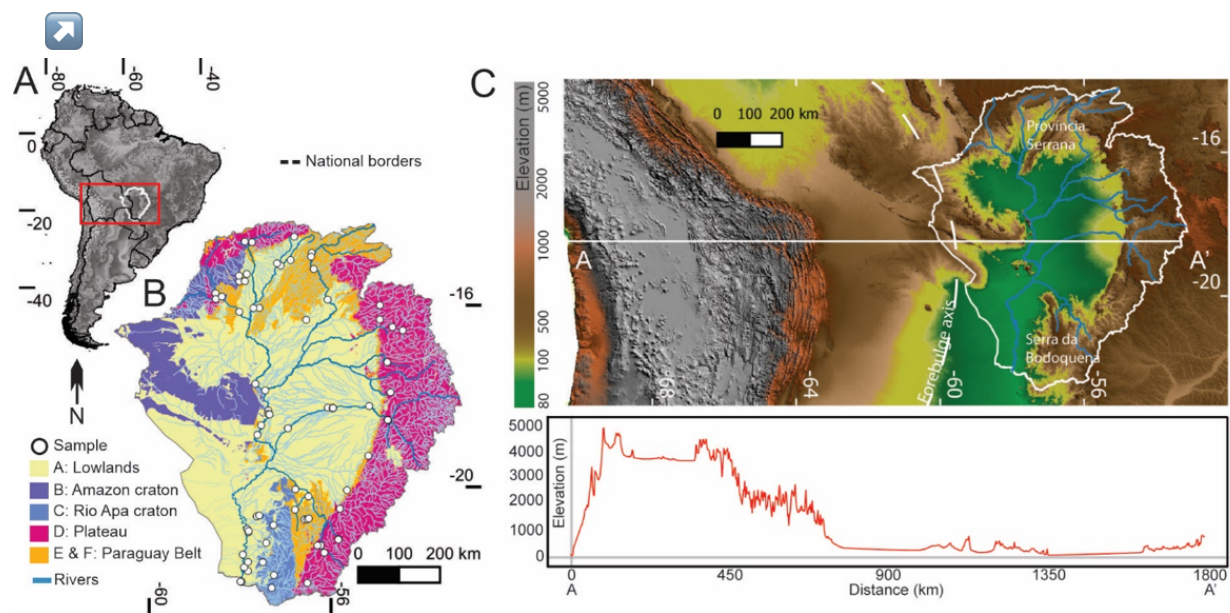 A
-80
-60
-40
0
-20
-40
National borders
N
B
-16
-20
-60
-56
Sample
A: Lowlands
B: Amazon craton
C: Rio Apa craton
D: Plateau
E & F: Paraguay Belt
Rivers
0 100 200 km
C
Elevation (m)
5000
2000
1000
500
100
80
0 100 200 km
Província
Serrana
-16
A
A'
-20
Serra da
Bodoquena
Forebulge axis
-68
-64
-60
-56
Elevation (m)
5000
4000
3000
2000
1000
0
0
450
900
1350
1800
A
Distance (km)
A'